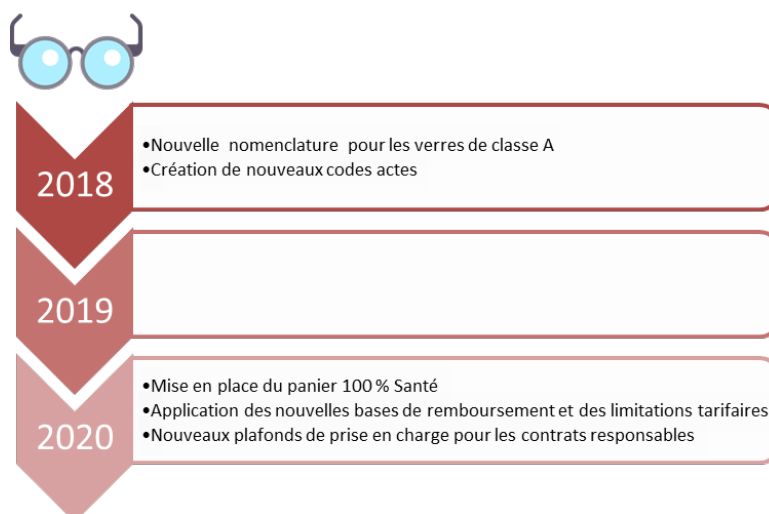 2018
•Nouvelle nomenclature pour les verres de classe A
•Création de nouveaux codes actes
2019
2020
•Mise en place du panier 100 % Santé
•Application des nouvelles bases de remboursement et des limitations tarifaires
•Nouveaux plafonds de prise en charge pour les contrats responsables